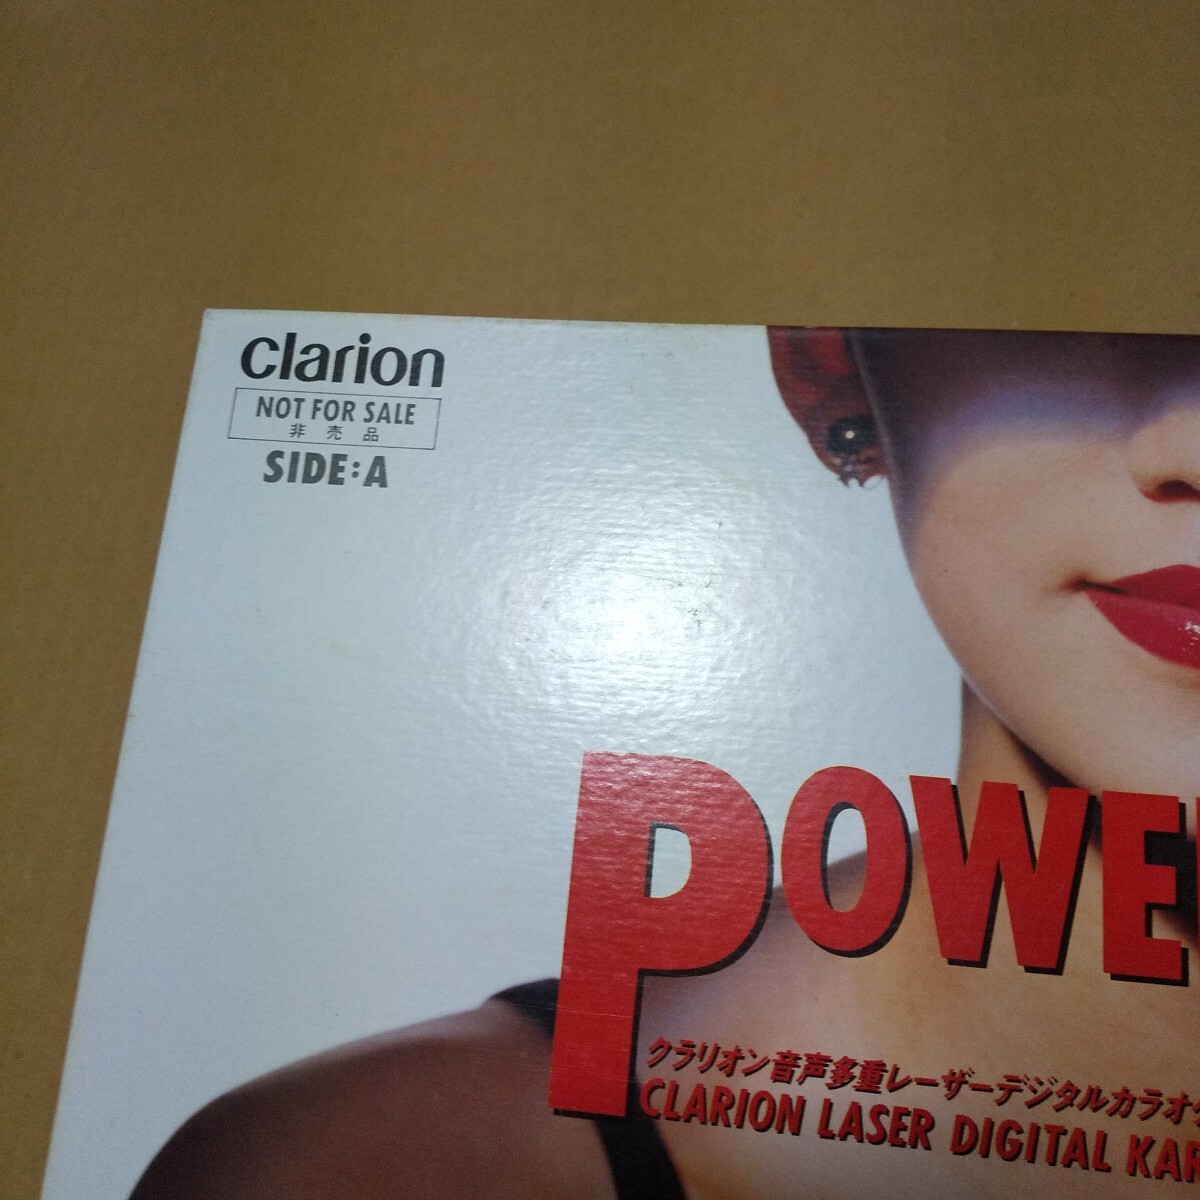 clarion
NOT FOR SALE
非売品
SIDE:A
POWE
クラリオン音声多重レーザーデジタルカラオケ
CLARION LASER DIGITAL KAR